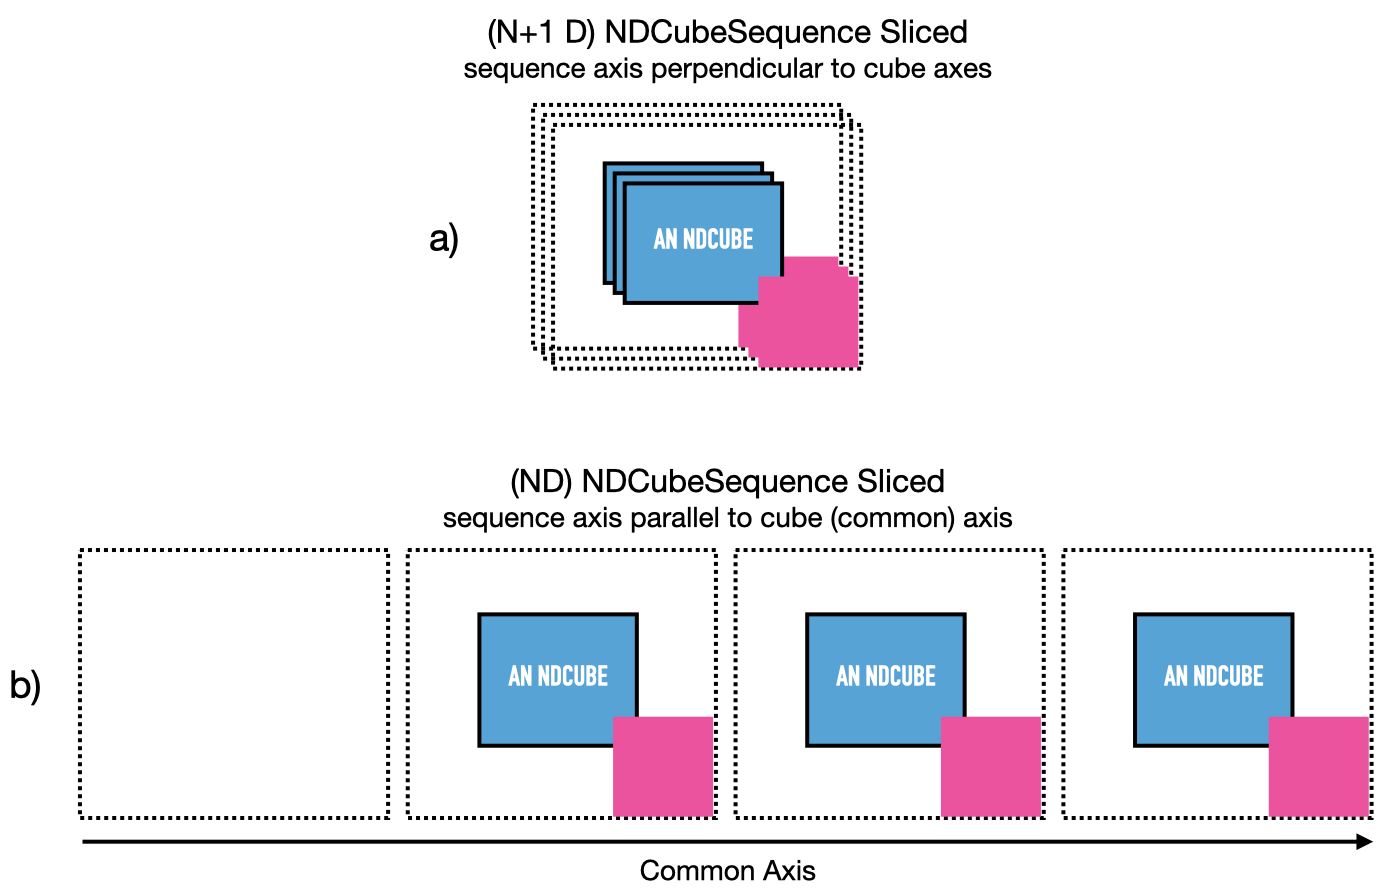 (N+1 D) NDCubeSequence Sliced
sequence axis perpendicular to cube axes
a)
AN NDCUBE
(ND) NDCubeSequence Sliced
sequence axis parallel to cube (common) axis
b)
AN NDCUBE
AN NDCUBE
AN NDCUBE
Common Axis